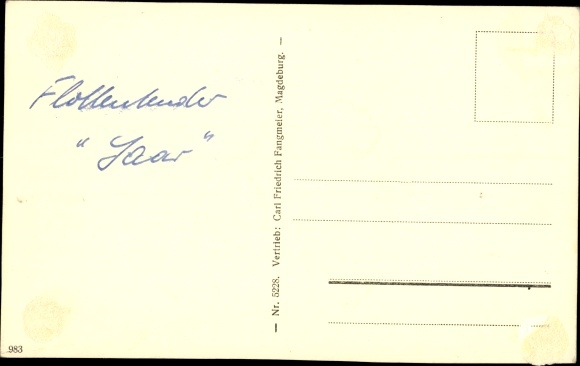 Flottentender
"Saar"
— Nr. 5228. Vertrieb: Carl Friedrich Fangmeier, Magdeburg. —
983